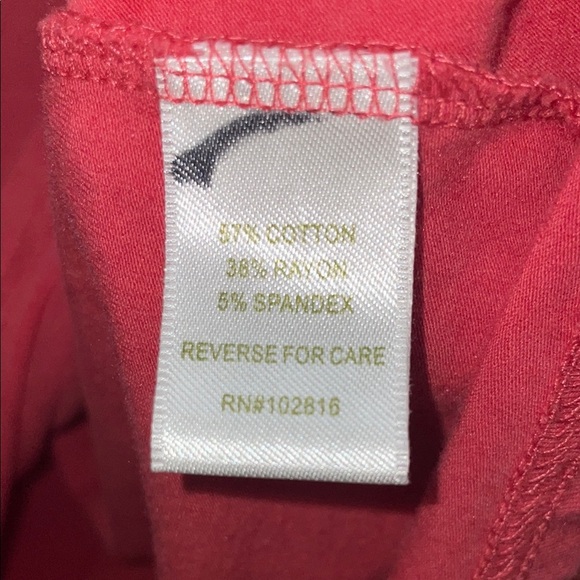 57% COTTON
38% RAYON
5% SPANDEX
REVERSE FOR CARE
RN#102816